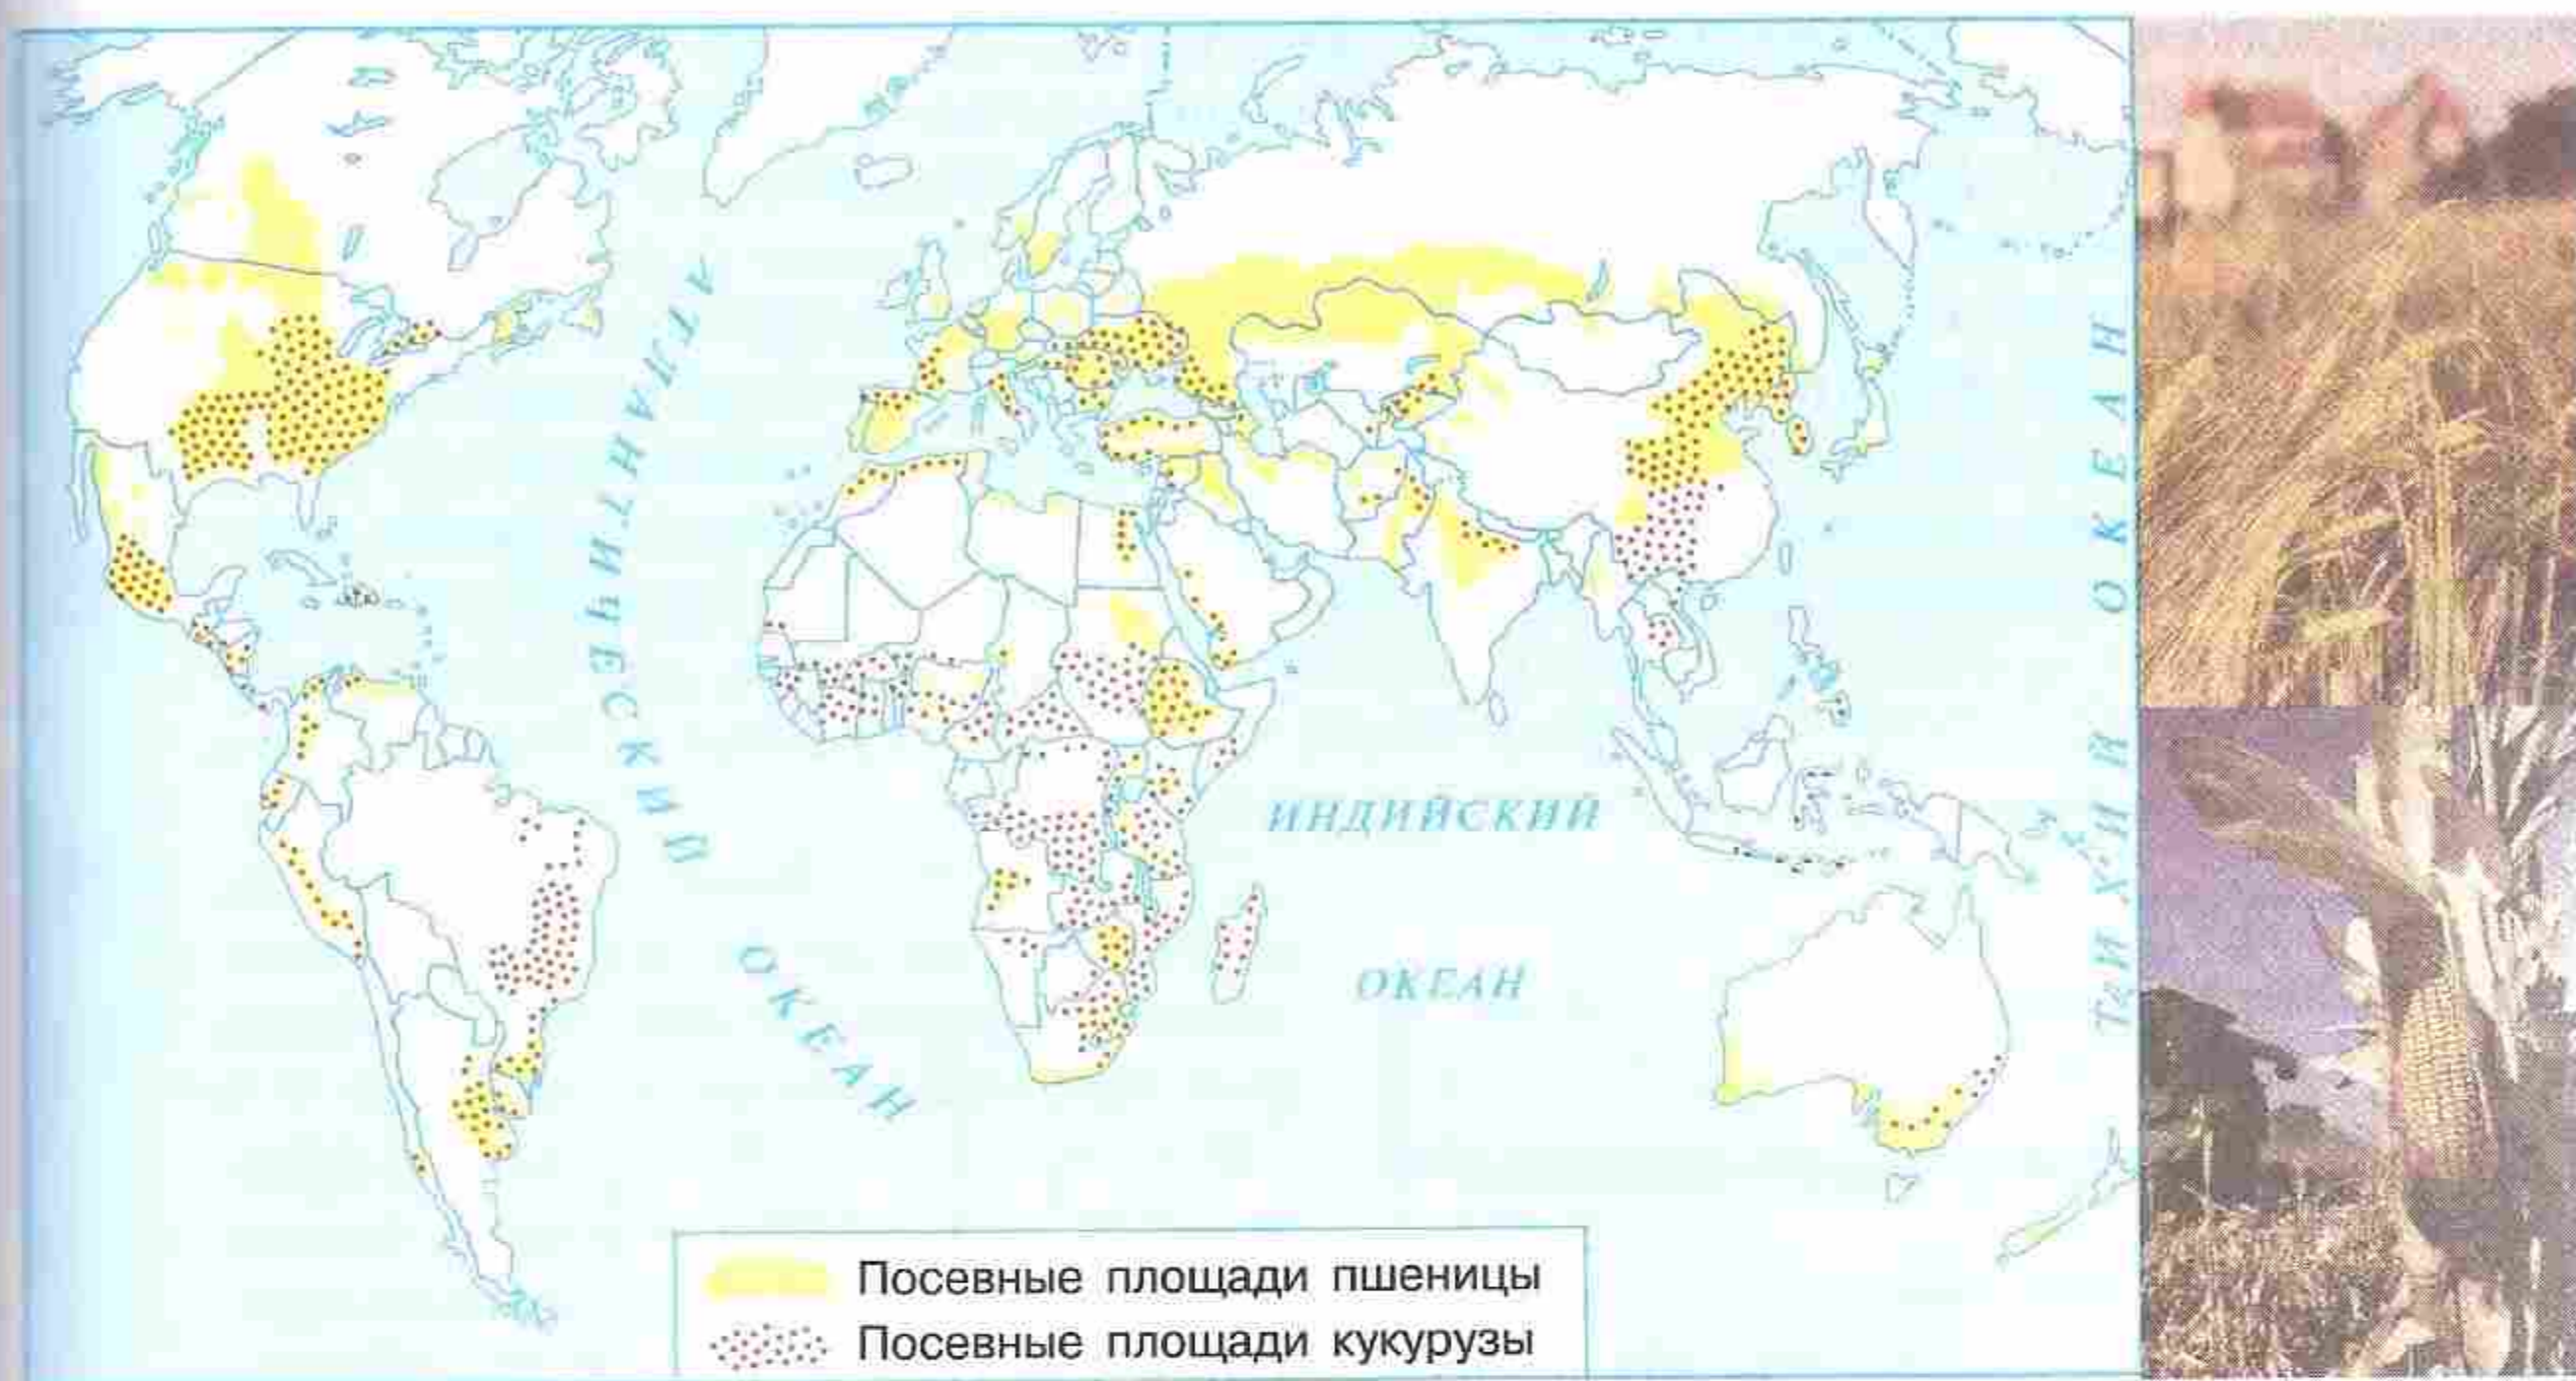 АТЛАНТИЧЕСКИЙ
ОКЕАН
ИНДИЙСКИЙ
ОКЕАН
ТИХИЙ ОКЕАН
Посевные площади пшеницы
Посевные площади кукурузы